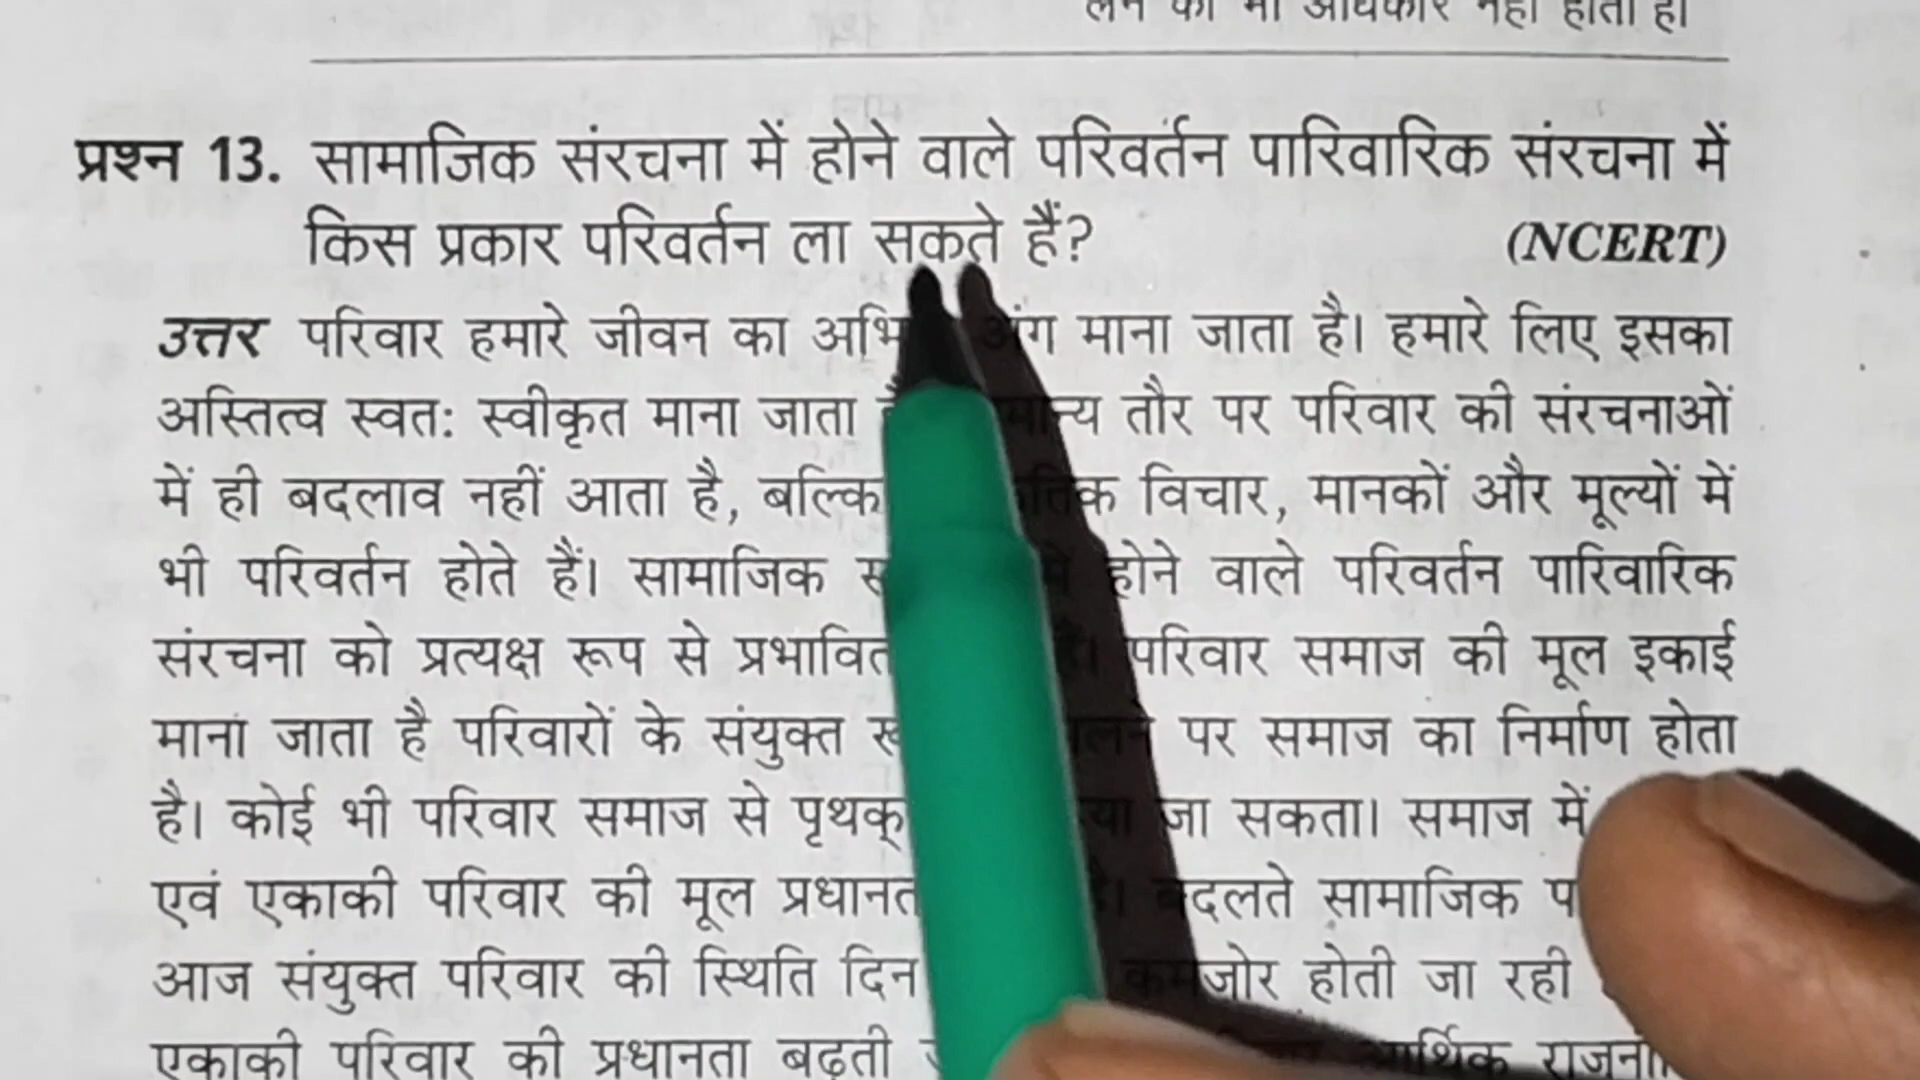 लेने का भी अधिकार नहीं होता है।
प्रश्न 13. सामाजिक संरचना में होने वाले परिवर्तन पारिवारिक संरचना में
किस प्रकार परिवर्तन ला सकते हैं? (NCERT)
उत्तर परिवार हमारे जीवन का अंग माना जाता है। हमारे लिए इसका
अस्तित्व स्वतः स्वीकृत माना जाता तौर पर परिवार की संरचनाओं
में ही बदलाव नहीं आता है, बल्कि विचार, मानकों और मूल्यों में
भी परिवर्तन होते हैं। सामाजिक में होने वाले परिवर्तन पारिवारिक
संरचना को प्रत्यक्ष रूप से प्रभावित परिवार समाज की मूल इकाई
माना जाता है परिवारों के संयुक्त पर समाज का निर्माण होता
है। कोई भी परिवार समाज से पृथक् जा सकता। समाज में
एवं एकाकी परिवार की मूल बदलते सामाजिक
आज संयुक्त परिवार की स्थिति दिन कमजोर होती जा रही
एकाकी परिवार की प्रधानता बढ़ती आर्थिक